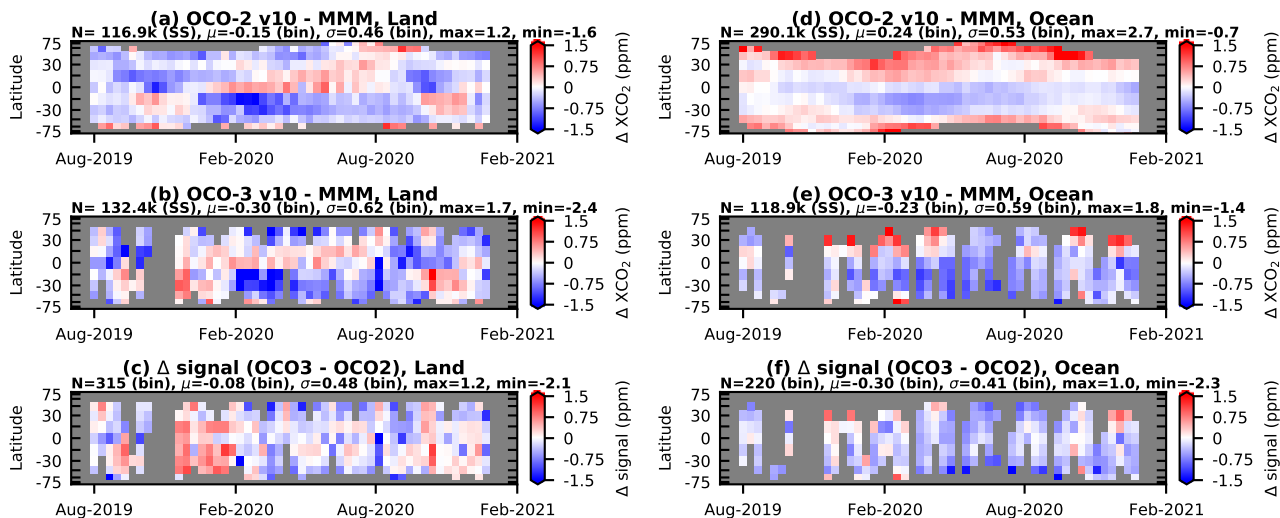 (a) OCO-2 v10 - MMM, Land
N= 116.9k (SS), μ=-0.15 (bin), σ=0.46 (bin), max=1.2, min=-1.6
75
30
0
-30
-75
Latitude
Aug-2019
Feb-2020
Aug-2020
Feb-2021
1.5
0.75
0
-0.75
-1.5
Δ XCO₂ (ppm)
(d) OCO-2 v10 - MMM, Ocean
N= 290.1k (SS), μ=0.24 (bin), σ=0.53 (bin), max=2.7, min=-0.7
75
30
0
-30
-75
Latitude
Aug-2019
Feb-2020
Aug-2020
Feb-2021
1.5
0.75
0
-0.75
-1.5
Δ XCO₂ (ppm)
(b) OCO-3 v10 - MMM, Land
N= 132.4k (SS), μ=-0.30 (bin), σ=0.62 (bin), max=1.7, min=-2.4
75
30
0
-30
-75
Latitude
Aug-2019
Feb-2020
Aug-2020
Feb-2021
1.5
0.75
0
-0.75
-1.5
Δ XCO₂ (ppm)
(e) OCO-3 v10 - MMM, Ocean
N= 118.9k (SS), μ=-0.23 (bin), σ=0.59 (bin), max=1.8, min=-1.4
75
30
0
-30
-75
Latitude
Aug-2019
Feb-2020
Aug-2020
Feb-2021
1.5
0.75
0
-0.75
-1.5
Δ XCO₂ (ppm)
(c) Δ signal (OCO3 - OCO2), Land
N=315 (bin), μ=-0.08 (bin), σ=0.48 (bin), max=1.2, min=-2.1
75
30
0
-30
-75
Latitude
Aug-2019
Feb-2020
Aug-2020
Feb-2021
1.5
0.75
0
-0.75
-1.5
Δ signal (ppm)
(f) Δ signal (OCO3 - OCO2), Ocean
N=220 (bin), μ=-0.30 (bin), σ=0.41 (bin), max=1.0, min=-2.3
75
30
0
-30
-75
Latitude
Aug-2019
Feb-2020
Aug-2020
Feb-2021
1.5
0.75
0
-0.75
-1.5
Δ signal (ppm)